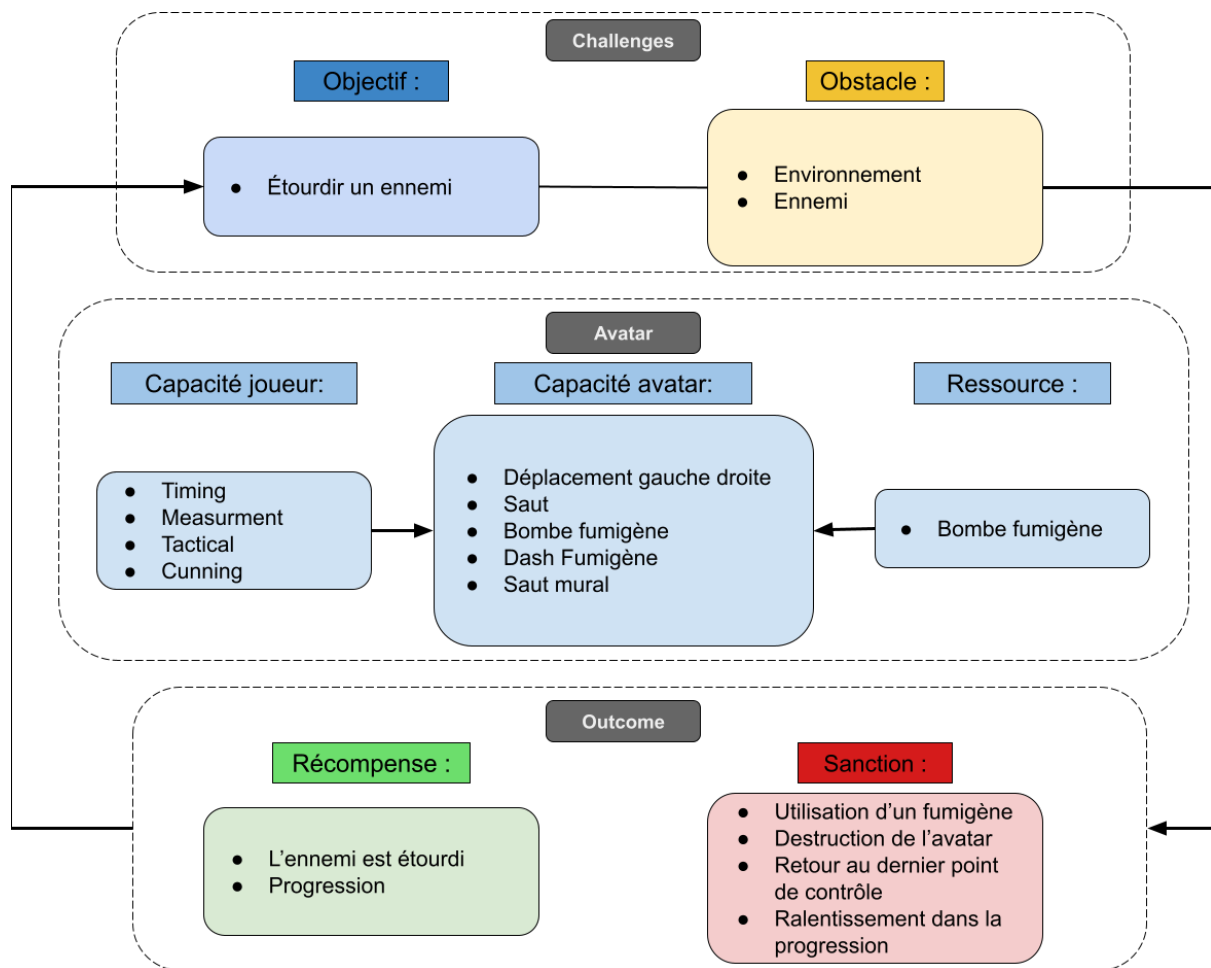 Challenges
Objectif :
Obstacle :
● Étourdir un ennemi
● Environnement
● Ennemi
Avatar
Capacité joueur:
Capacité avatar:
Ressource :
● Timing
● Measurment
● Tactical
● Cunning
● Déplacement gauche droite
● Saut
● Bombe fumigène
● Dash Fumigène
● Saut mural
● Bombe fumigène
Outcome
Récompense :
Sanction :
● L’ennemi est étourdi
● Progression
● Utilisation d’un fumigène
● Destruction de l’avatar
● Retour au dernier point
de contrôle
● Ralentissement dans la
progression